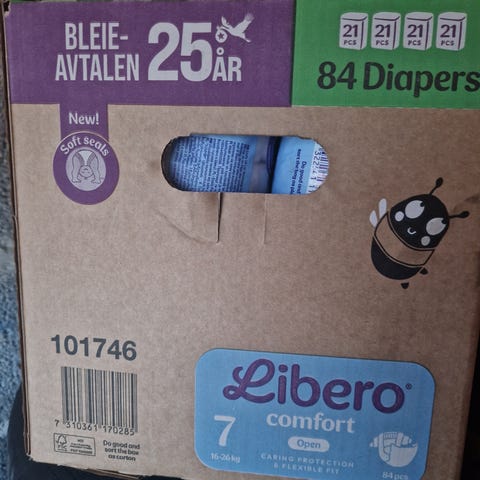 BLEIE-
AVTALEN 25 ÅR
21 PCS 21 PCS 21 PCS 21 PCS
84 Diapers
New!
Soft seals
101746
7 310361 170285
FSC
MIX
Do good and
sort the box
as carton
Libero®
comfort
7
Open
16-26 kg
CARING PROTECTION
& FLEXIBLE FIT
84 pcs